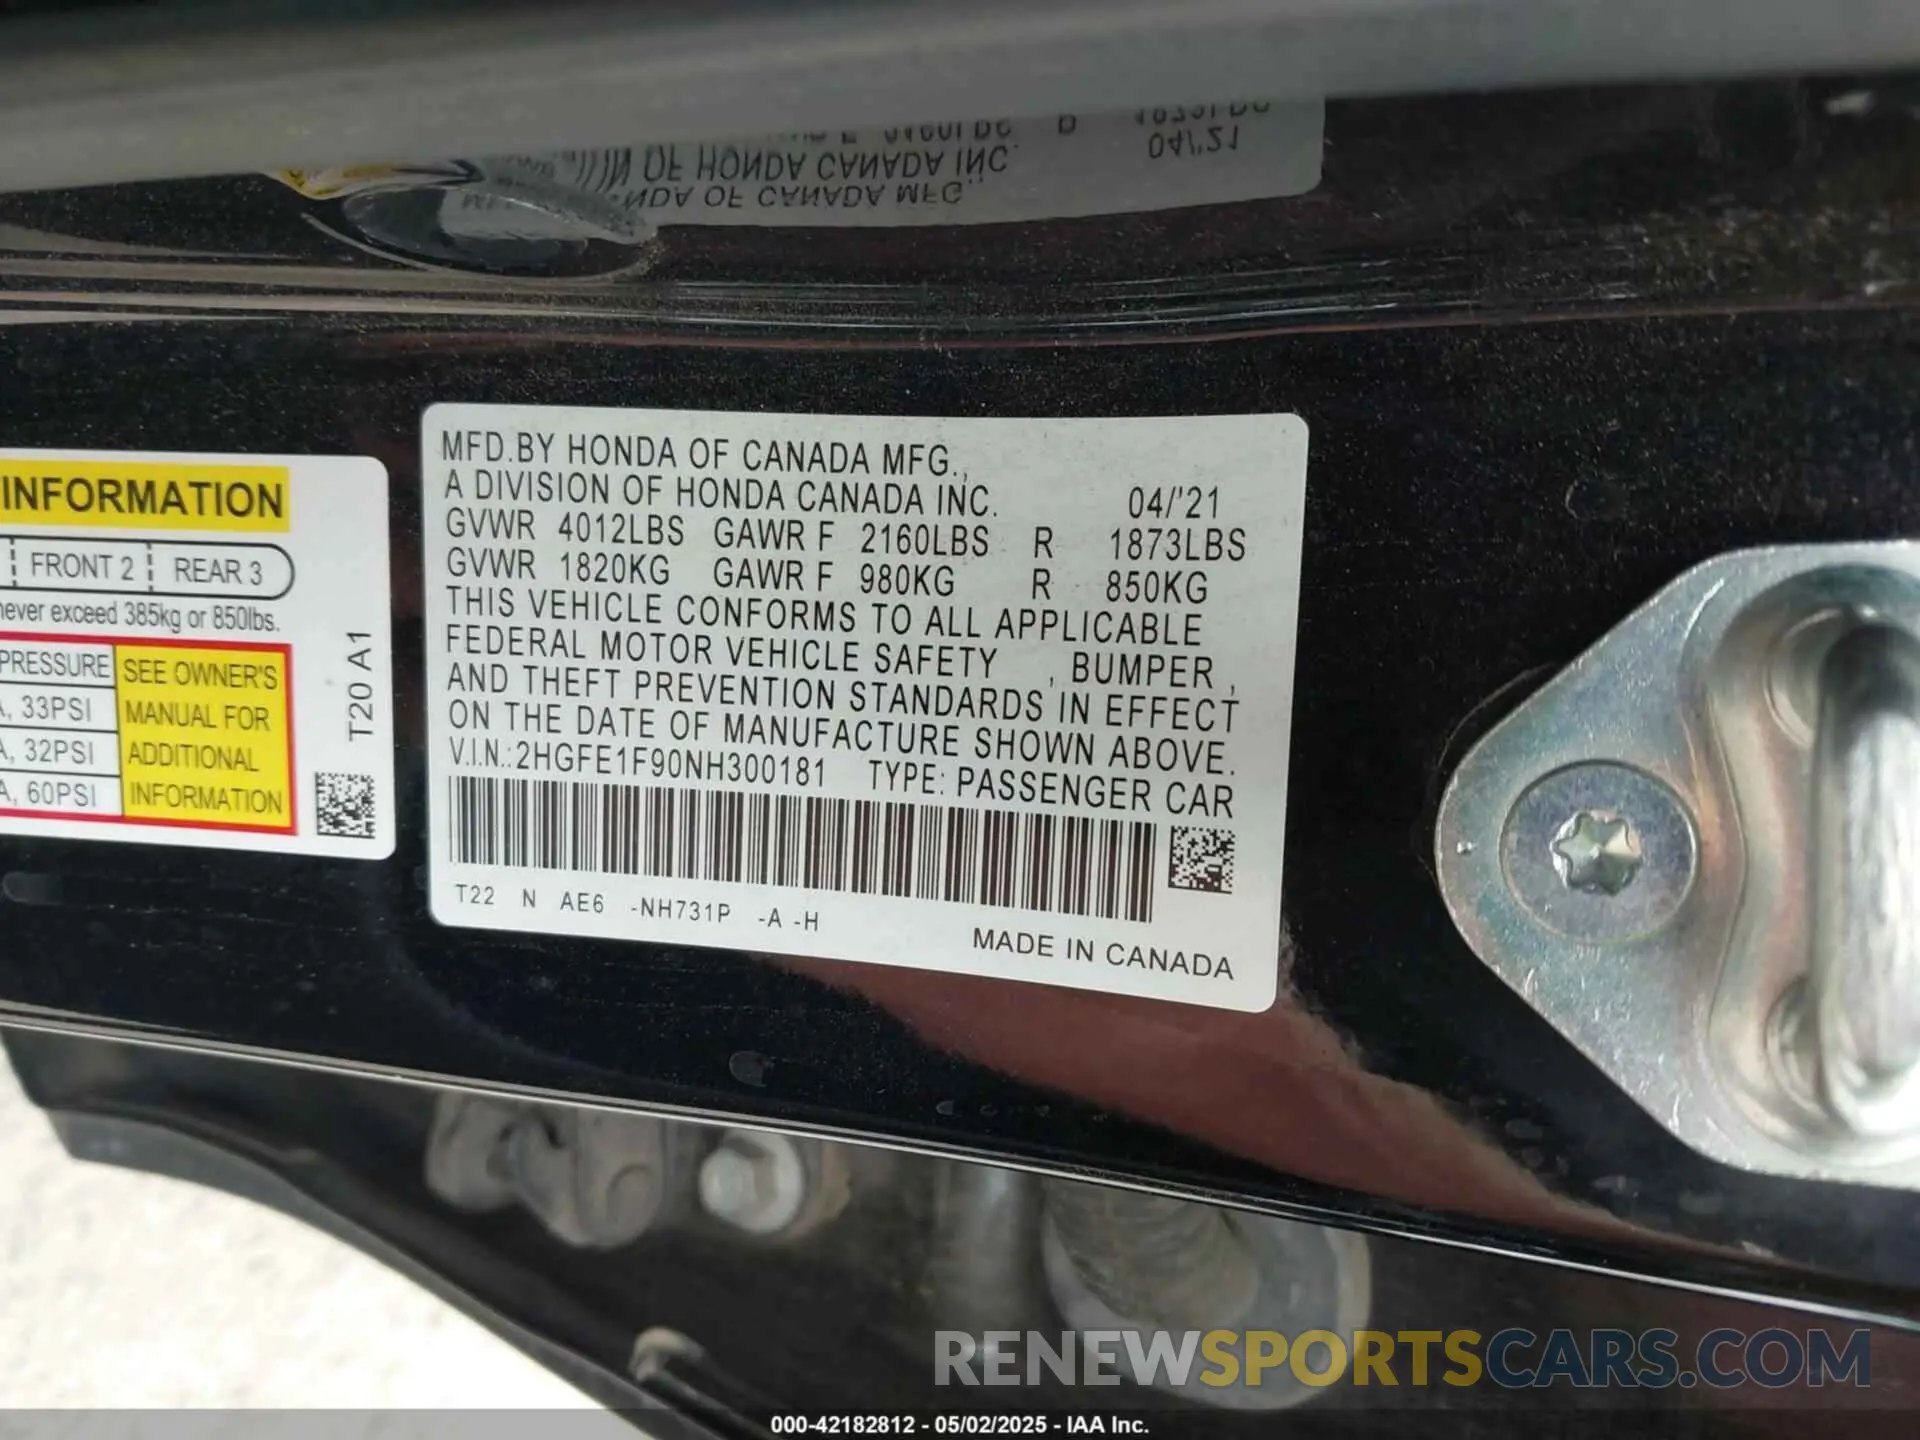 MFD.BY HONDA OF CANADA MFG.,
A DIVISION OF HONDA CANADA INC. 04/'21
GVWR 4012LBS GAWR F 2160LBS R 1873LBS
GVWR 1820KG GAWR F 980KG R 850KG
THIS VEHICLE CONFORMS TO ALL APPLICABLE
FEDERAL MOTOR VEHICLE SAFETY , BUMPER ,
AND THEFT PREVENTION STANDARDS IN EFFECT
ON THE DATE OF MANUFACTURE SHOWN ABOVE.
V.I.N.: 2HGFE1F90NH300181 TYPE: PASSENGER CAR
T22 N AE6 -NH731P -A -H
MADE IN CANADA
INFORMATION
FRONT 2 REAR 3
never exceed 385kg or 850lbs.
PRESSURE
A, 33PSI
A, 32PSI
A, 60PSI
SEE OWNER'S
MANUAL FOR
ADDITIONAL
INFORMATION
T20 A1
RENEWSPORTSCARS.COM
000-42182812 - 05/02/2025 - IAA Inc.